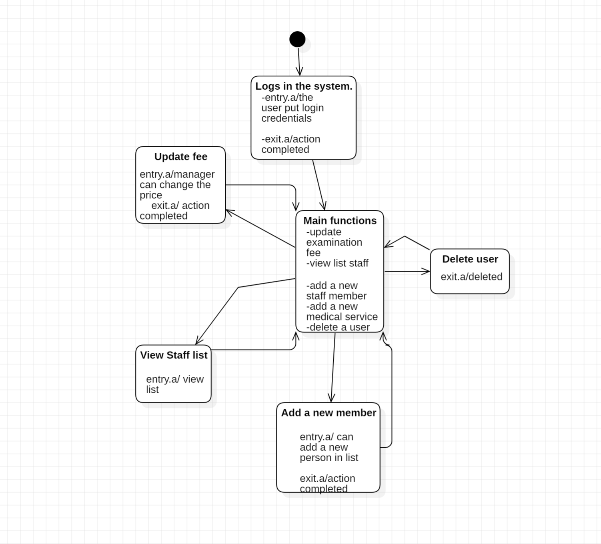 Logs in the system.
-entry.a/the
user put login
credentials
-exit.a/action
completed
Update fee
entry.a/manager
can change the
price
exit.a/ action
completed
Main functions
-update
examination
fee
-view list staff
-add a new
staff member
-add a new
medical service
-delete a user
Delete user
exit.a/deleted
View Staff list
entry.a/ view
list
Add a new member
entry.a/ can
add a new
person in list
exit.a/action
completed